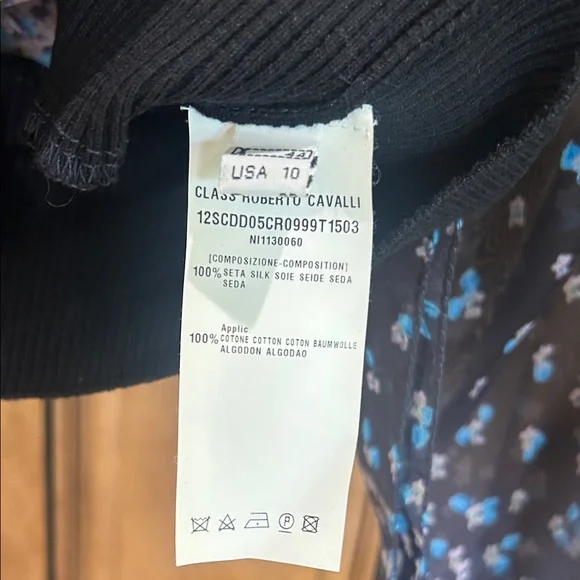 USA 10
CLASS ROBERTO CAVALLI
12SCDD05CR0999T1503
NI1130060
[COMPOSIZIONE-COMPOSITION]
100% SETA SILK SOIE SEIDE SEDA
SEDA
Applic
100% COTONE COTTON COTON BAUMWOLLE
ALGODON ALGODAO
P